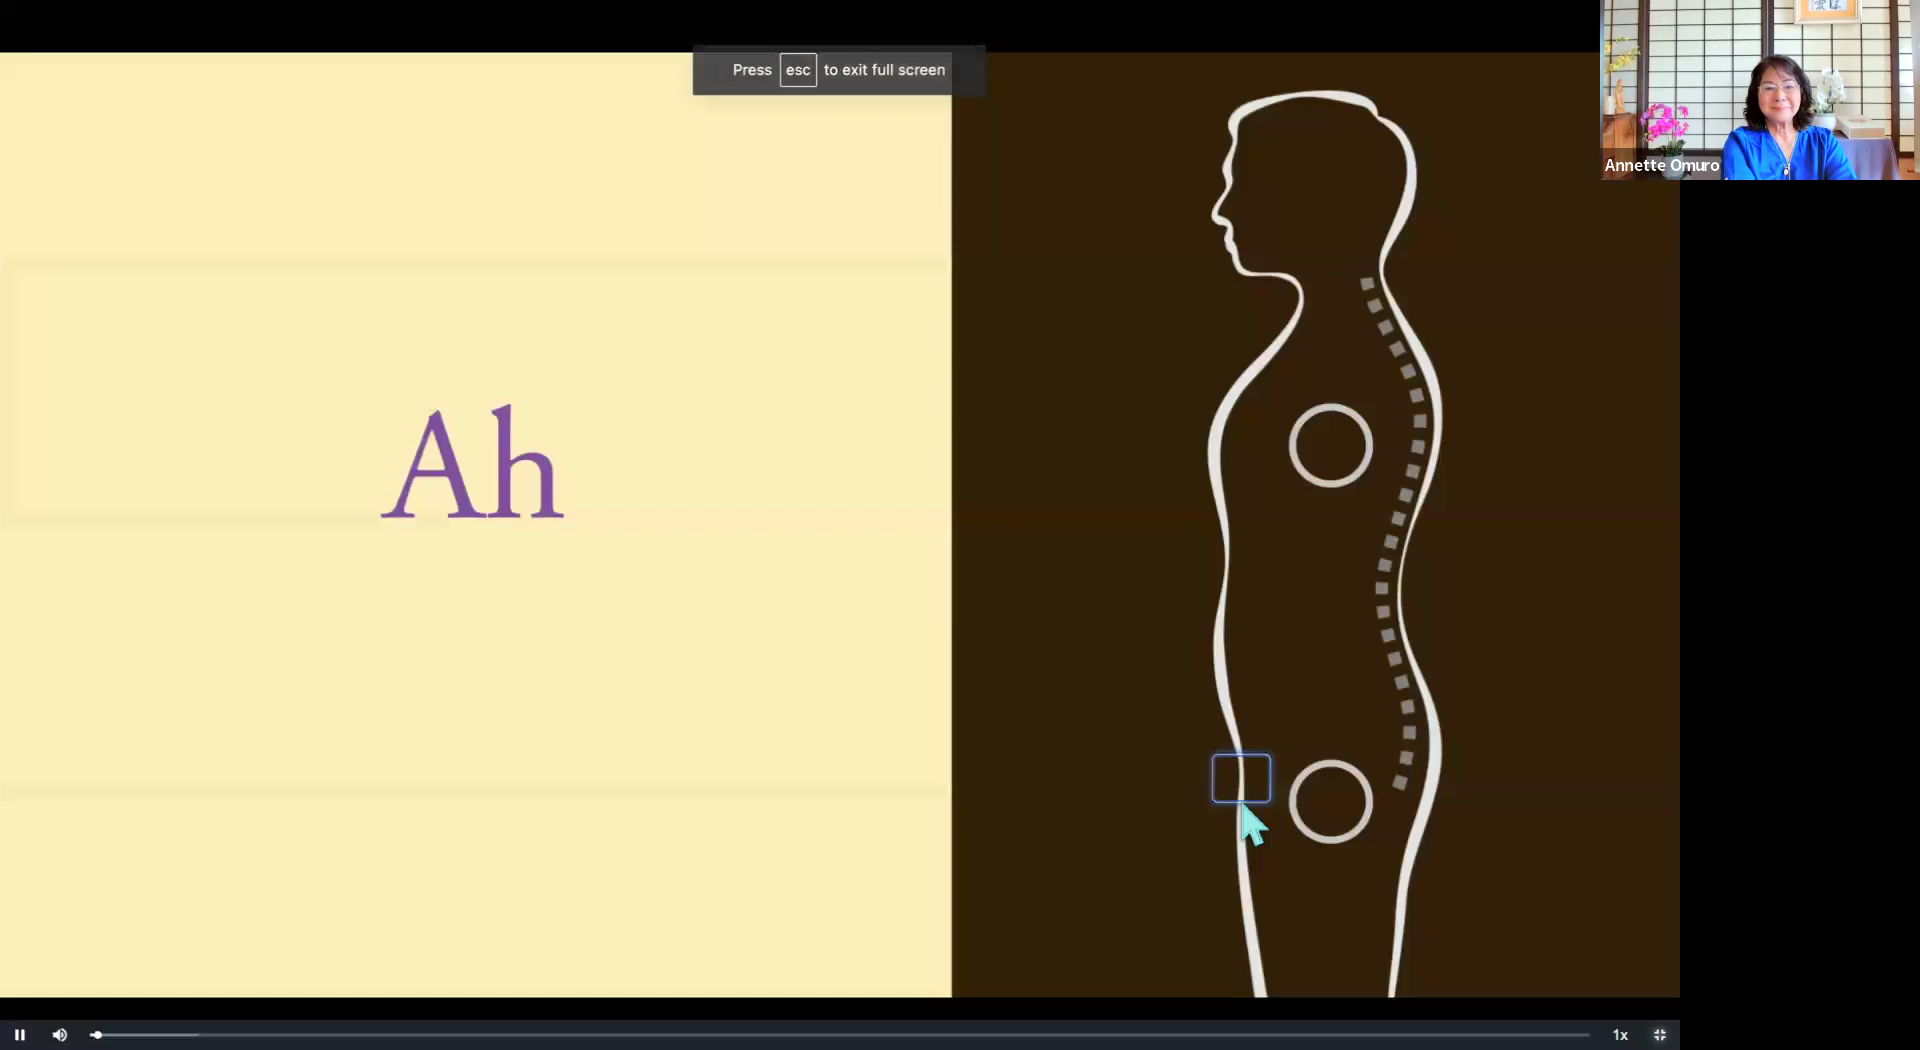 Press esc to exit full screen
Annette Omuro
Ah
1x